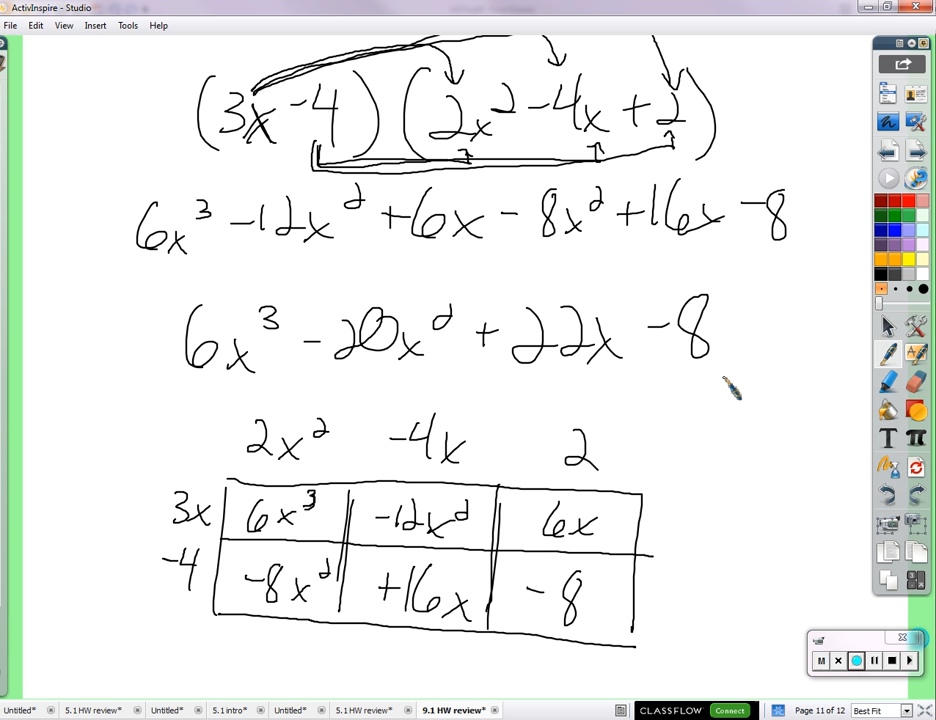 ActivInspire - Studio
File Edit View Insert Tools Help
(3x -4) (2x² -4x +2)
6x³ -12x² +6x - 8x² +16x -8
6x³ - 20x² + 22x -8
2x² -4x 2
3x 6x³ -12x² 6x
-4 -8x² +16x -8
Untitled* 5.1 HW review* Untitled* 5.1 intro* Untitled* 5.1 HW review* 9.1 HW review* CLASSFLOW Connect Page 11 of 12 Best Fit